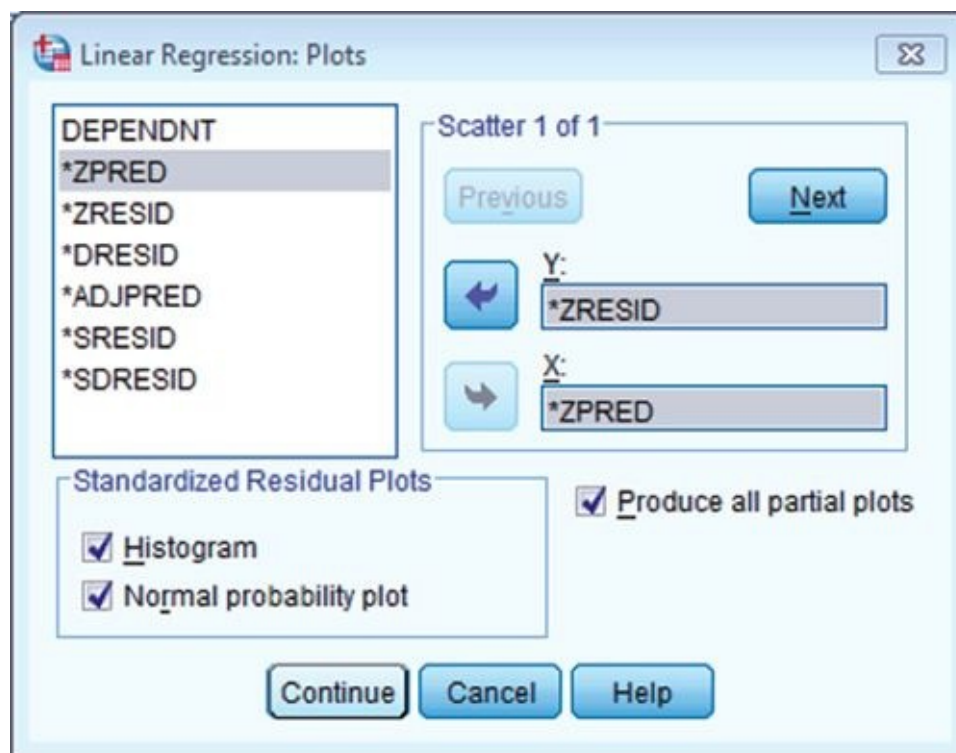 Linear Regression: Plots
DEPENDNT
*ZPRED
*ZRESID
*DRESID
*ADJPRED
*SRESID
*SDRESID
Scatter 1 of 1
Previous
Next
Y:
*ZRESID
X:
*ZPRED
Standardized Residual Plots
Histogram
Normal probability plot
Produce all partial plots
Continue
Cancel
Help